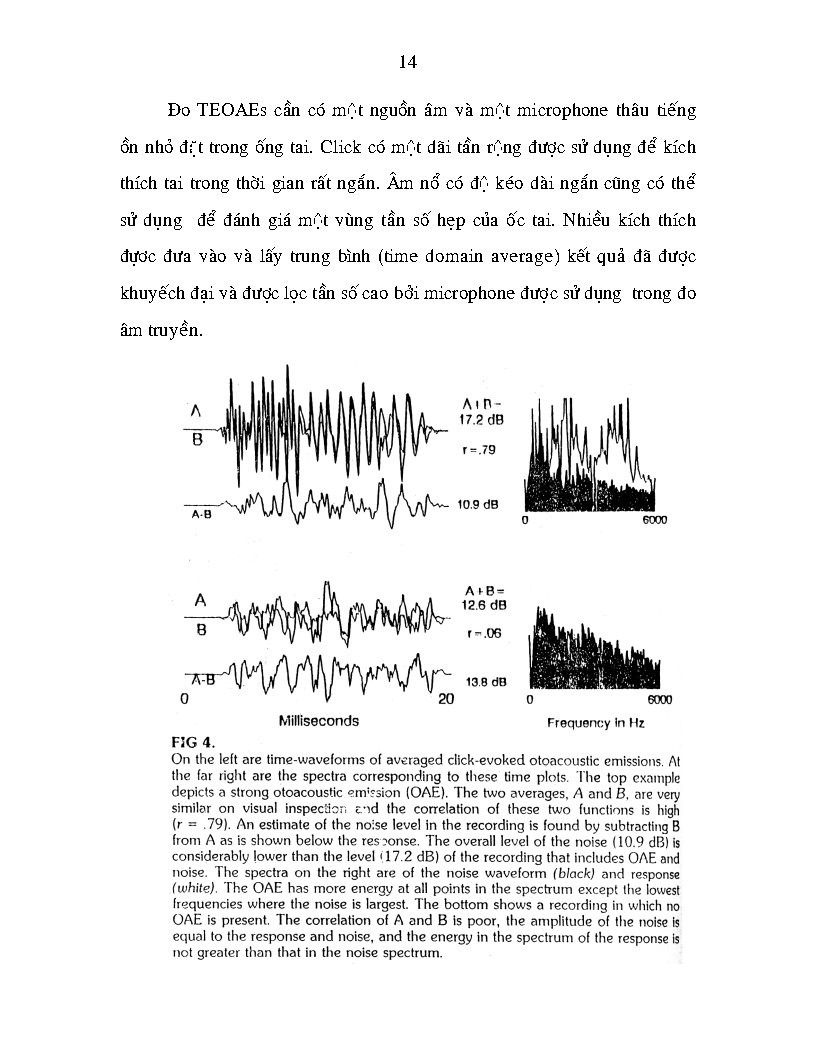 14
Đo TEOAEs cần có một nguồn âm và một microphone thâu tiếng
ồn nhỏ đặt trong ống tai. Click có một dãi tần rộng được sử dụng để kích
thích tai trong thời gian rất ngắn. Âm nổ có độ kéo dài ngắn cũng có thể
sử dụng để đánh giá một vùng tần số hẹp của ốc tai. Nhiều kích thích
đựơc đưa vào và lấy trung bình (time domain average) kết quả đã được
khuyếch đại và được lọc tần số cao bởi microphone được sử dụng trong đo
âm truyền.
A
B
A-B
17.2 dB
r = .79
10.9 dB
0 6000
A
B
A-B
A + B =
12.6 dB
r = .06
13.8 dB
0 20
0 6000
Milliseconds
Frequency in Hz
FIG 4.
On the left are time-waveforms of averaged click-evoked otoacoustic emissions. At
the far right are the spectra corresponding to these time plots. The top example
depicts a strong otoacoustic emission (OAE). The two averages, A and B, are very
similar on visual inspection and the correlation of these two functions is high
(r = .79). An estimate of the noise level in the recording is found by subtracting B
from A as is shown below the response. The overall level of the noise (10.9 dB) is
considerably lower than the level (17.2 dB) of the recording that includes OAE and
noise. The spectra on the right are of the noise waveform (black) and response
(white). The OAE has more energy at all points in the spectrum except the lowest
frequencies where the noise is largest. The bottom shows a recording in which no
OAE is present. The correlation of A and B is poor, the amplitude of the noise is
equal to the response and noise, and the energy in the spectrum of the response is
not greater than that in the noise spectrum.